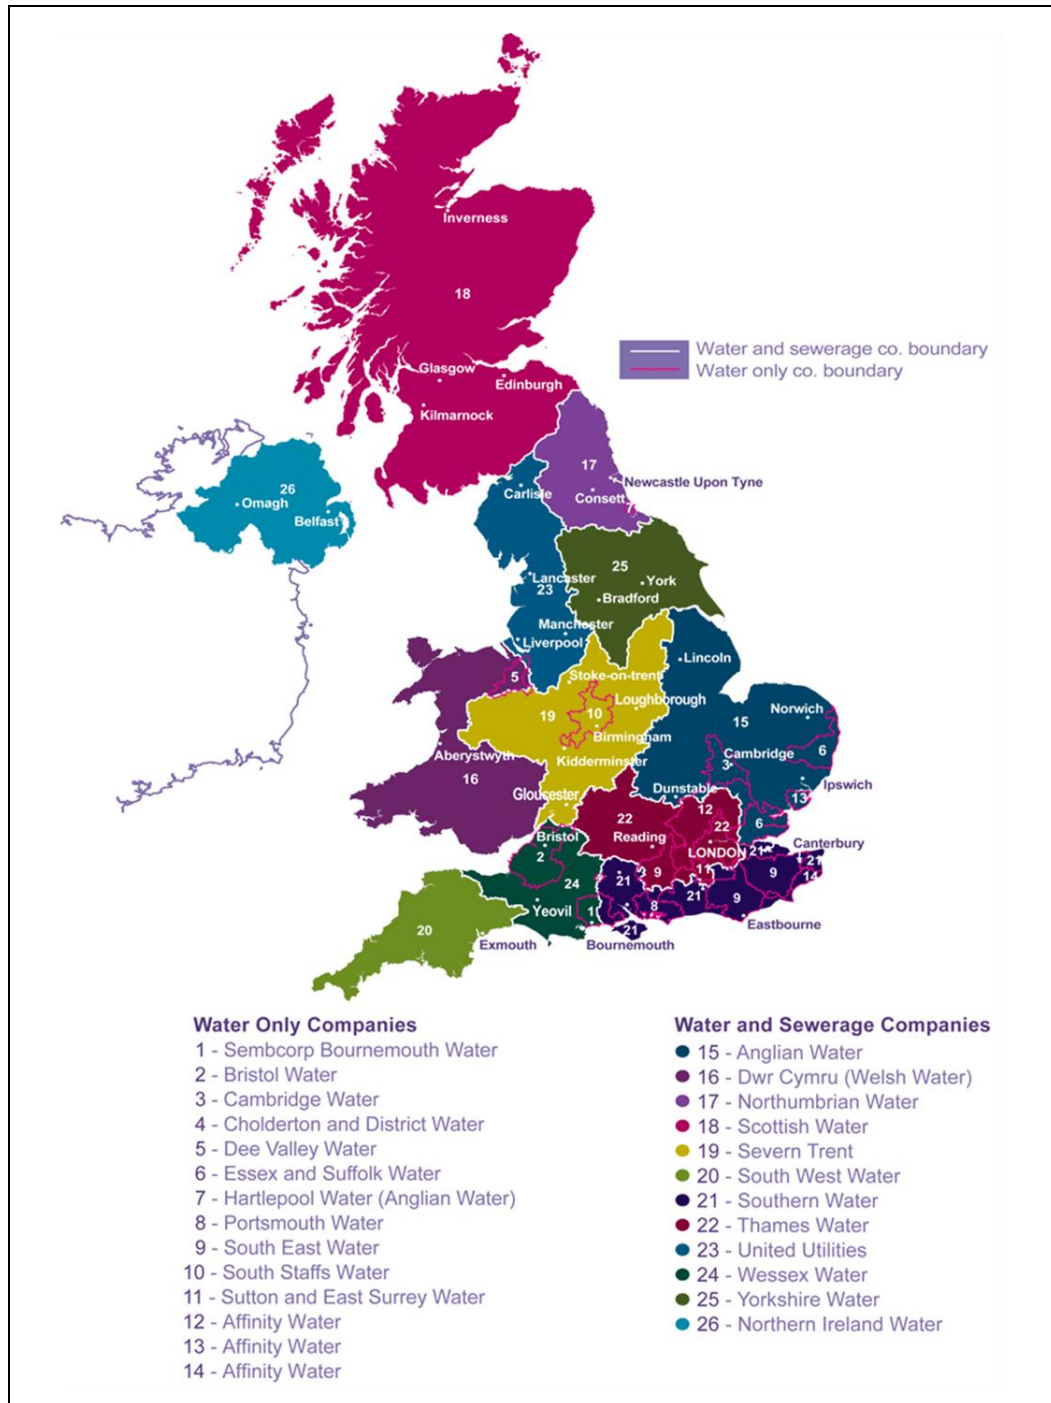 Inverness
18
Water and sewerage co. boundary
Water only co. boundary
Glasgow
Edinburgh
Kilmarnock
17
Newcastle Upon Tyne
Carlisle
Consett
7
26
Omagh
Belfast
25
Lancaster
York
23
Bradford
Manchester
Liverpool
Lincoln
5
Stoke-on-trent
Loughborough
Norwich
19
10
15
Birmingham
6
Aberystwyth
Kidderminster
3
Cambridge
16
Ipswich
Dunstable
13
Gloucester
12
22
22
6
Bristol
Reading
LONDON
Canterbury
2
21
21
9
11
9
14
24
21
21
9
Yeovil
1
8
Eastbourne
20
21
Exmouth
Bournemouth
Water Only Companies
1 - Sembcorp Bournemouth Water
2 - Bristol Water
3 - Cambridge Water
4 - Cholderton and District Water
5 - Dee Valley Water
6 - Essex and Suffolk Water
7 - Hartlepool Water (Anglian Water)
8 - Portsmouth Water
9 - South East Water
10 - South Staffs Water
11 - Sutton and East Surrey Water
12 - Affinity Water
13 - Affinity Water
14 - Affinity Water
Water and Sewerage Companies
15 - Anglian Water
16 - Dwr Cymru (Welsh Water)
17 - Northumbrian Water
18 - Scottish Water
19 - Severn Trent
20 - South West Water
21 - Southern Water
22 - Thames Water
23 - United Utilities
24 - Wessex Water
25 - Yorkshire Water
26 - Northern Ireland Water